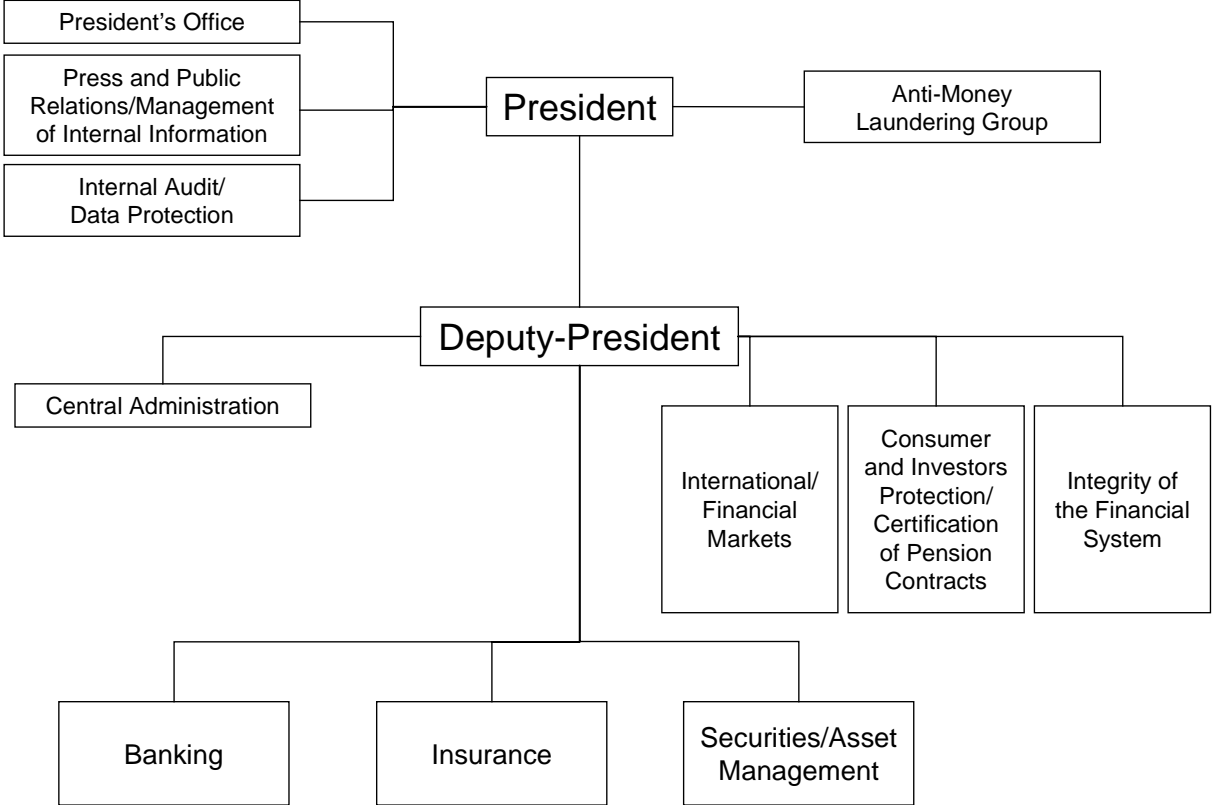 President’s Office
Press and Public
Relations/Management
of Internal Information
Internal Audit/
Data Protection
President
Anti-Money
Laundering Group
Deputy-President
Central Administration
International/
Financial
Markets
Consumer
and Investors
Protection/
Certification
of Pension
Contracts
Integrity of
the Financial
System
Banking
Insurance
Securities/Asset
Management